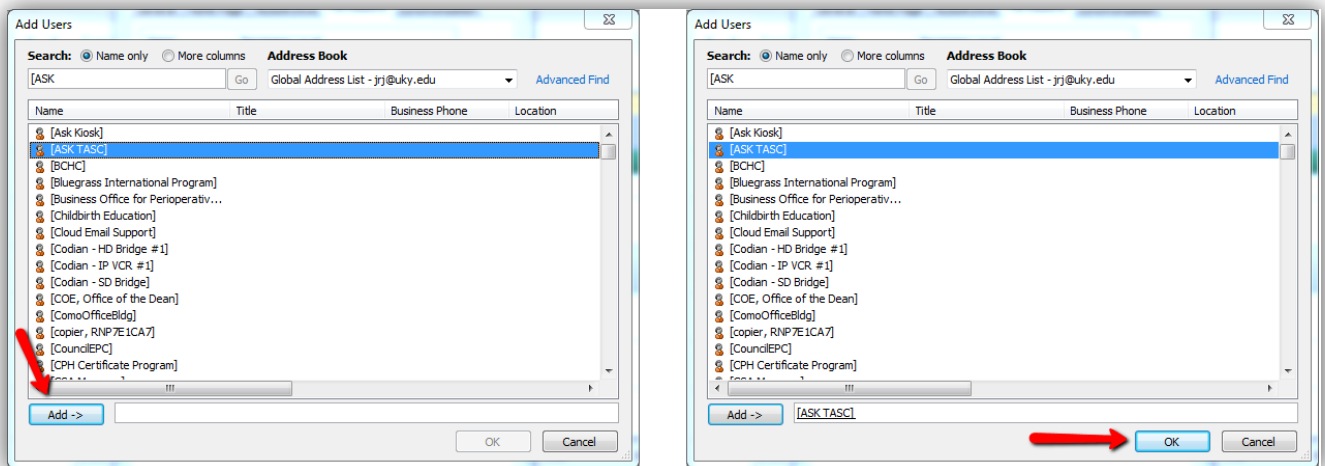 Add Users
Search: Name only More columns Address Book
[ASK Go Global Address List - jrj@uky.edu Advanced Find
Name Title Business Phone Location
[Ask Kiosk]
[ASK TASC]
[BCHC]
[Bluegrass International Program]
[Business Office for Perioperativ...
[Childbirth Education]
[Cloud Email Support]
[Codian - HD Bridge #1]
[Codian - IP VCR #1]
[Codian - SD Bridge]
[COE, Office of the Dean]
[ComoOfficeBldg]
[copier, RNP7E1CA7]
[CouncilEPC]
[CPH Certificate Program]
Add ->
OK Cancel
Add Users
Search: Name only More columns Address Book
[ASK Go Global Address List - jrj@uky.edu Advanced Find
Name Title Business Phone Location
[Ask Kiosk]
[ASK TASC]
[BCHC]
[Bluegrass International Program]
[Business Office for Perioperativ...
[Childbirth Education]
[Cloud Email Support]
[Codian - HD Bridge #1]
[Codian - IP VCR #1]
[Codian - SD Bridge]
[COE, Office of the Dean]
[ComoOfficeBldg]
[copier, RNP7E1CA7]
[CouncilEPC]
[CPH Certificate Program]
Add -> [ASK TASC]
OK Cancel